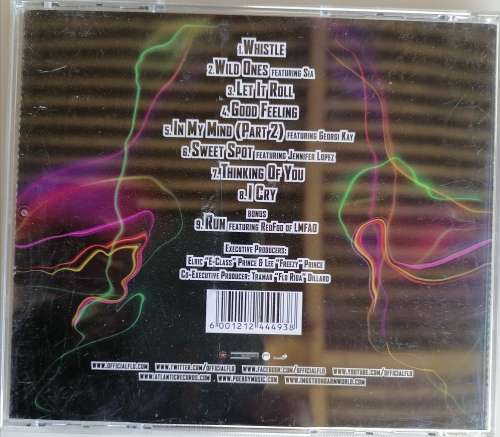 1. Whistle
2. Wild Ones featuring Sia
3. Let It Roll
4. Good Feeling
5. In My Mind (Part 2) featuring Georgi Kay
6. Sweet Spot featuring Jennifer Lopez
7. Thinking Of You
8. I Cry
Bonus
9. Run featuring RedFoo of LMFAO
Executive Producers:
Elric "E-Class" Prince & Lee "Freezy" Prince
Co-Executive Producer: Tramar "Flo Rida" Dillard
6 001212 444938
www.officialflo.com www.twitter.com/officialflo www.facebook.com/officialflo www.youtube.com/officialflo
www.atlanticrecords.com www.poeboymusic.com www.imgstrongarmworld.com